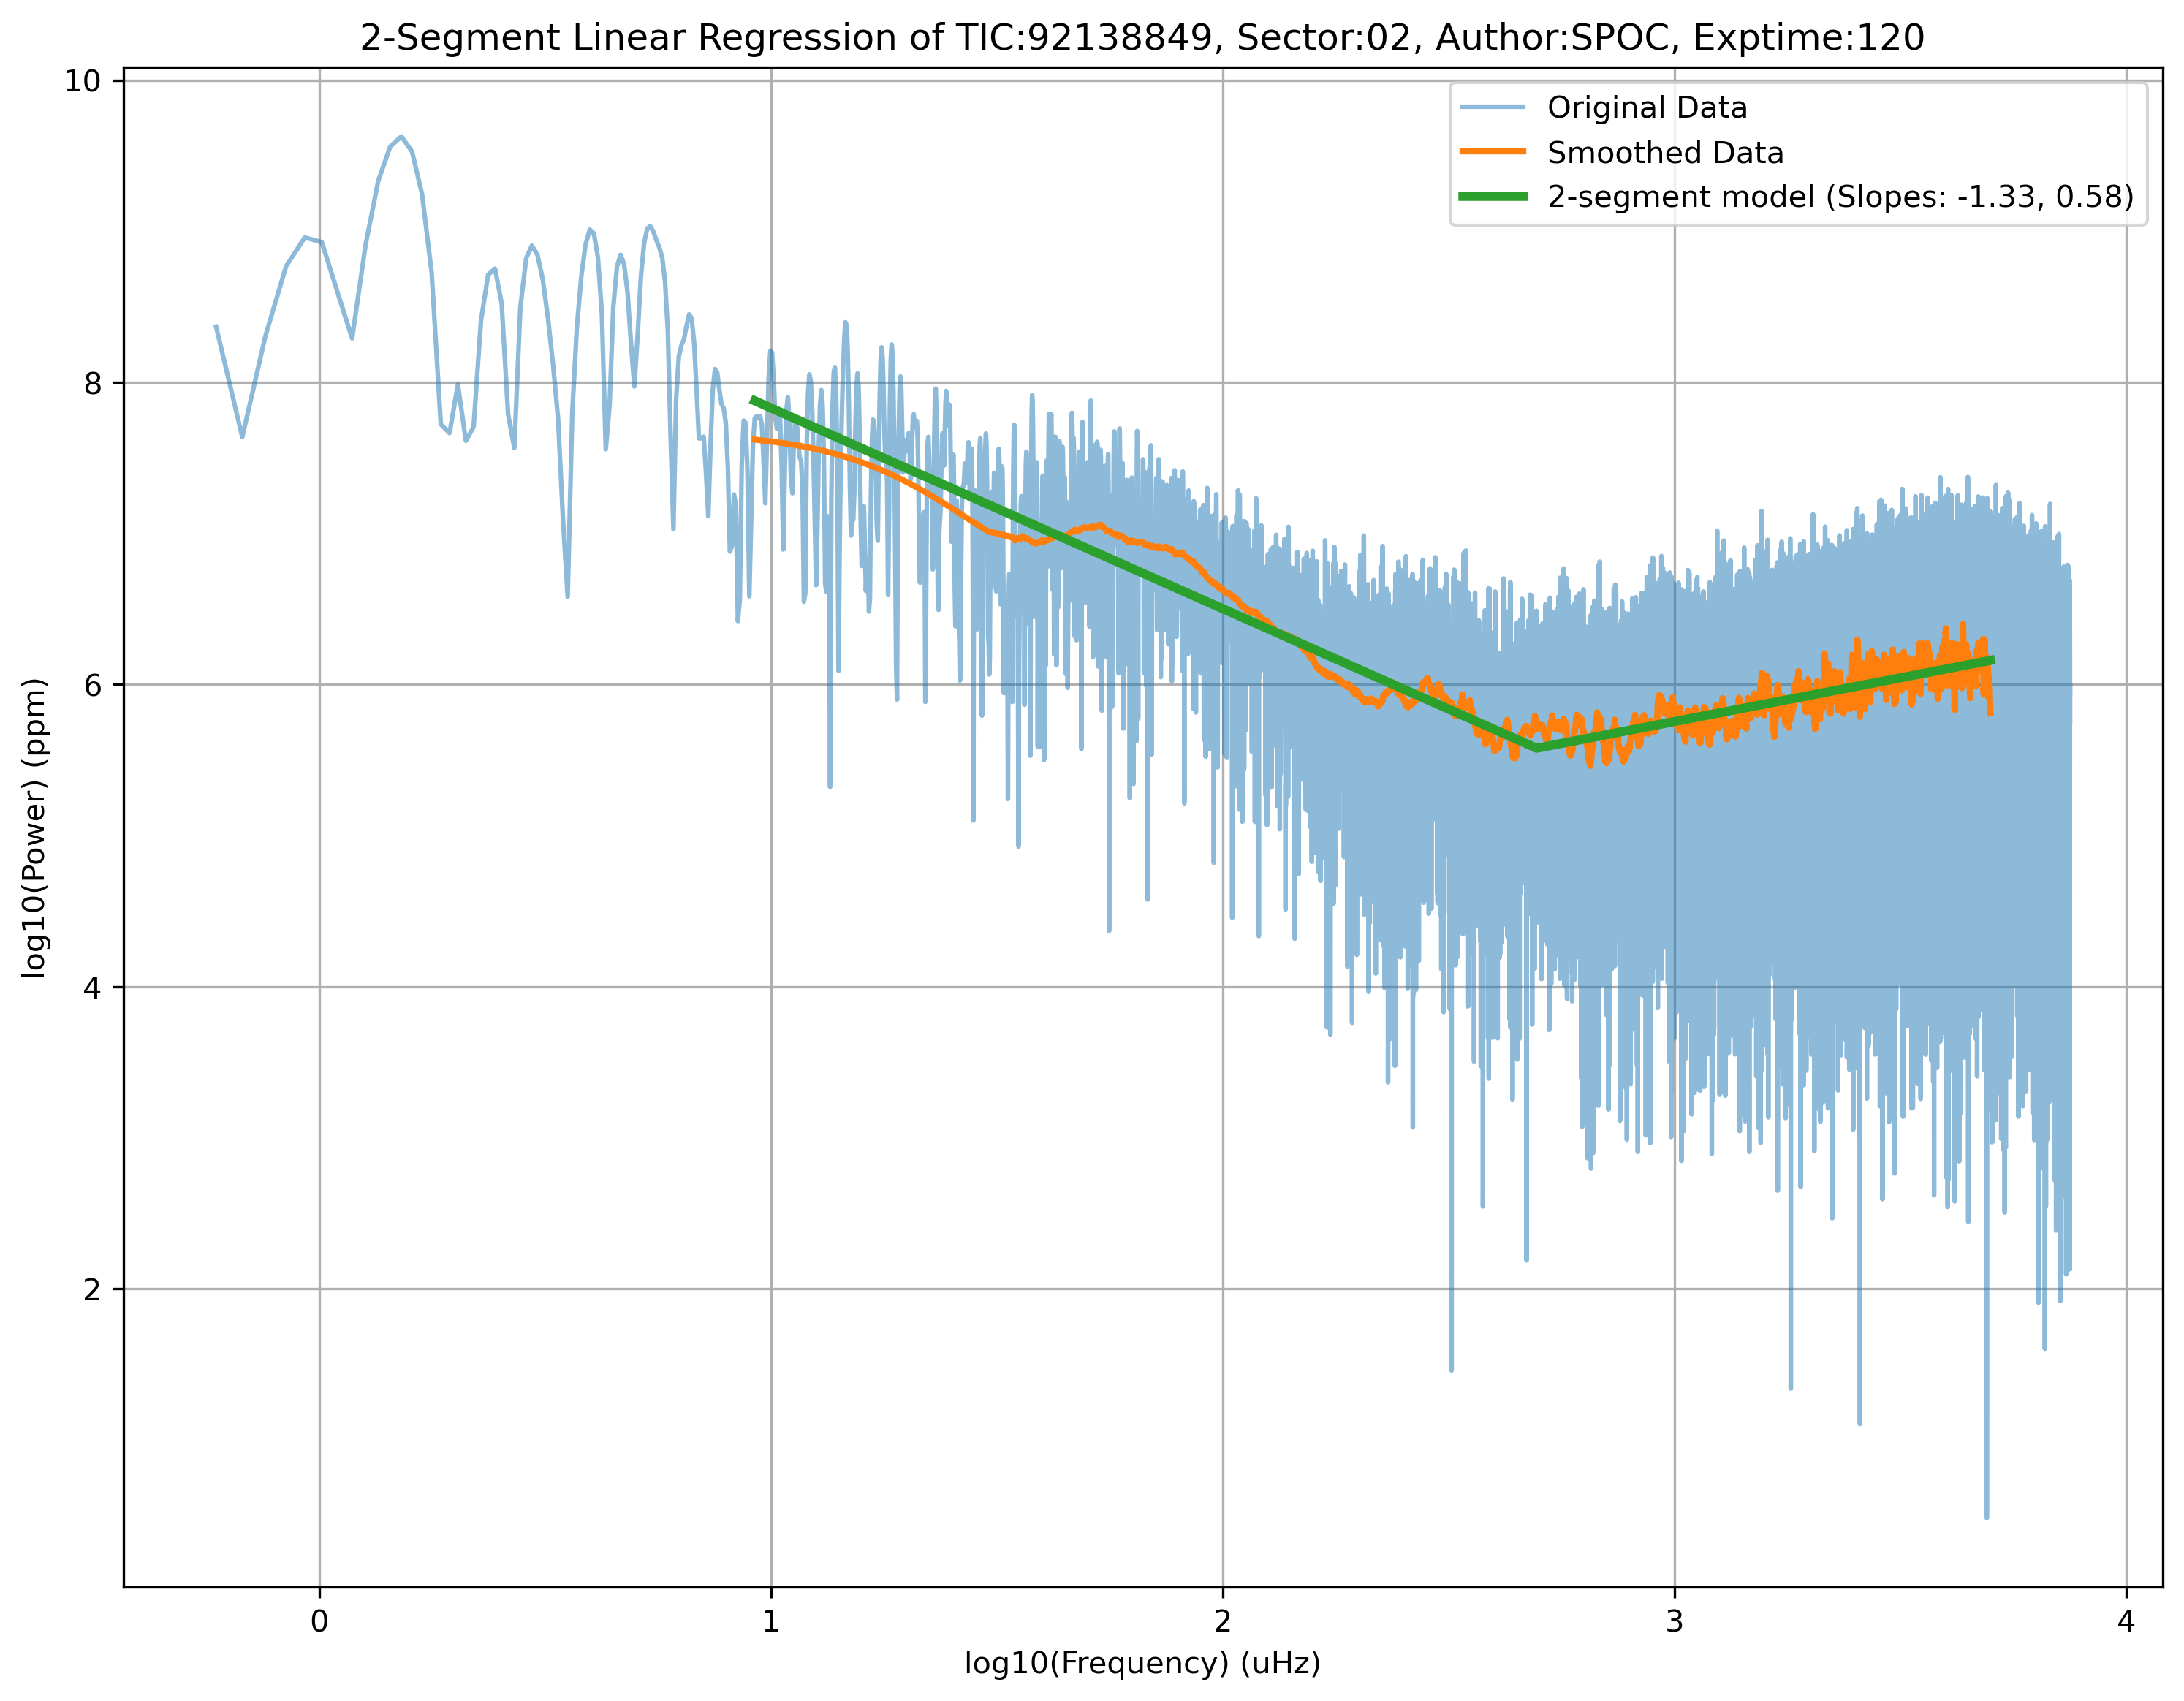 2-Segment Linear Regression of TIC:92138849, Sector:02, Author:SPOC, Exptime:120
Original Data
Smoothed Data
2-segment model (Slopes: -1.33, 0.58)
10
8
6
4
2
log10(Power) (ppm)
0 1 2 3 4
log10(Frequency) (uHz)